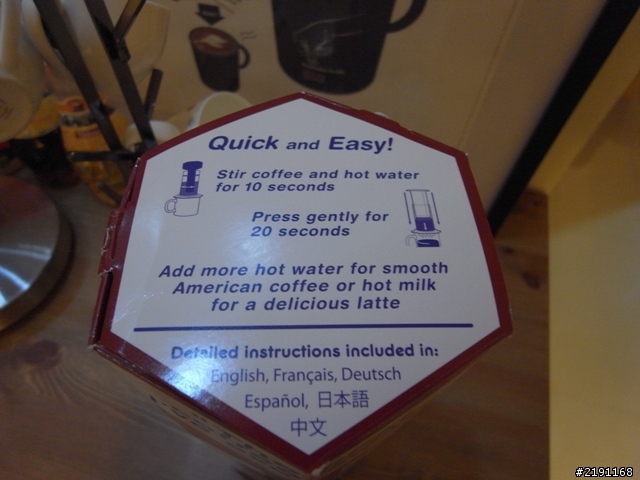 Quick and Easy!
Stir coffee and hot water
for 10 seconds
Press gently for
20 seconds
Add more hot water for smooth
American coffee or hot milk
for a delicious latte
Detailed instructions included in:
English, Français, Deutsch
Español, 日本語
中文
#2191168